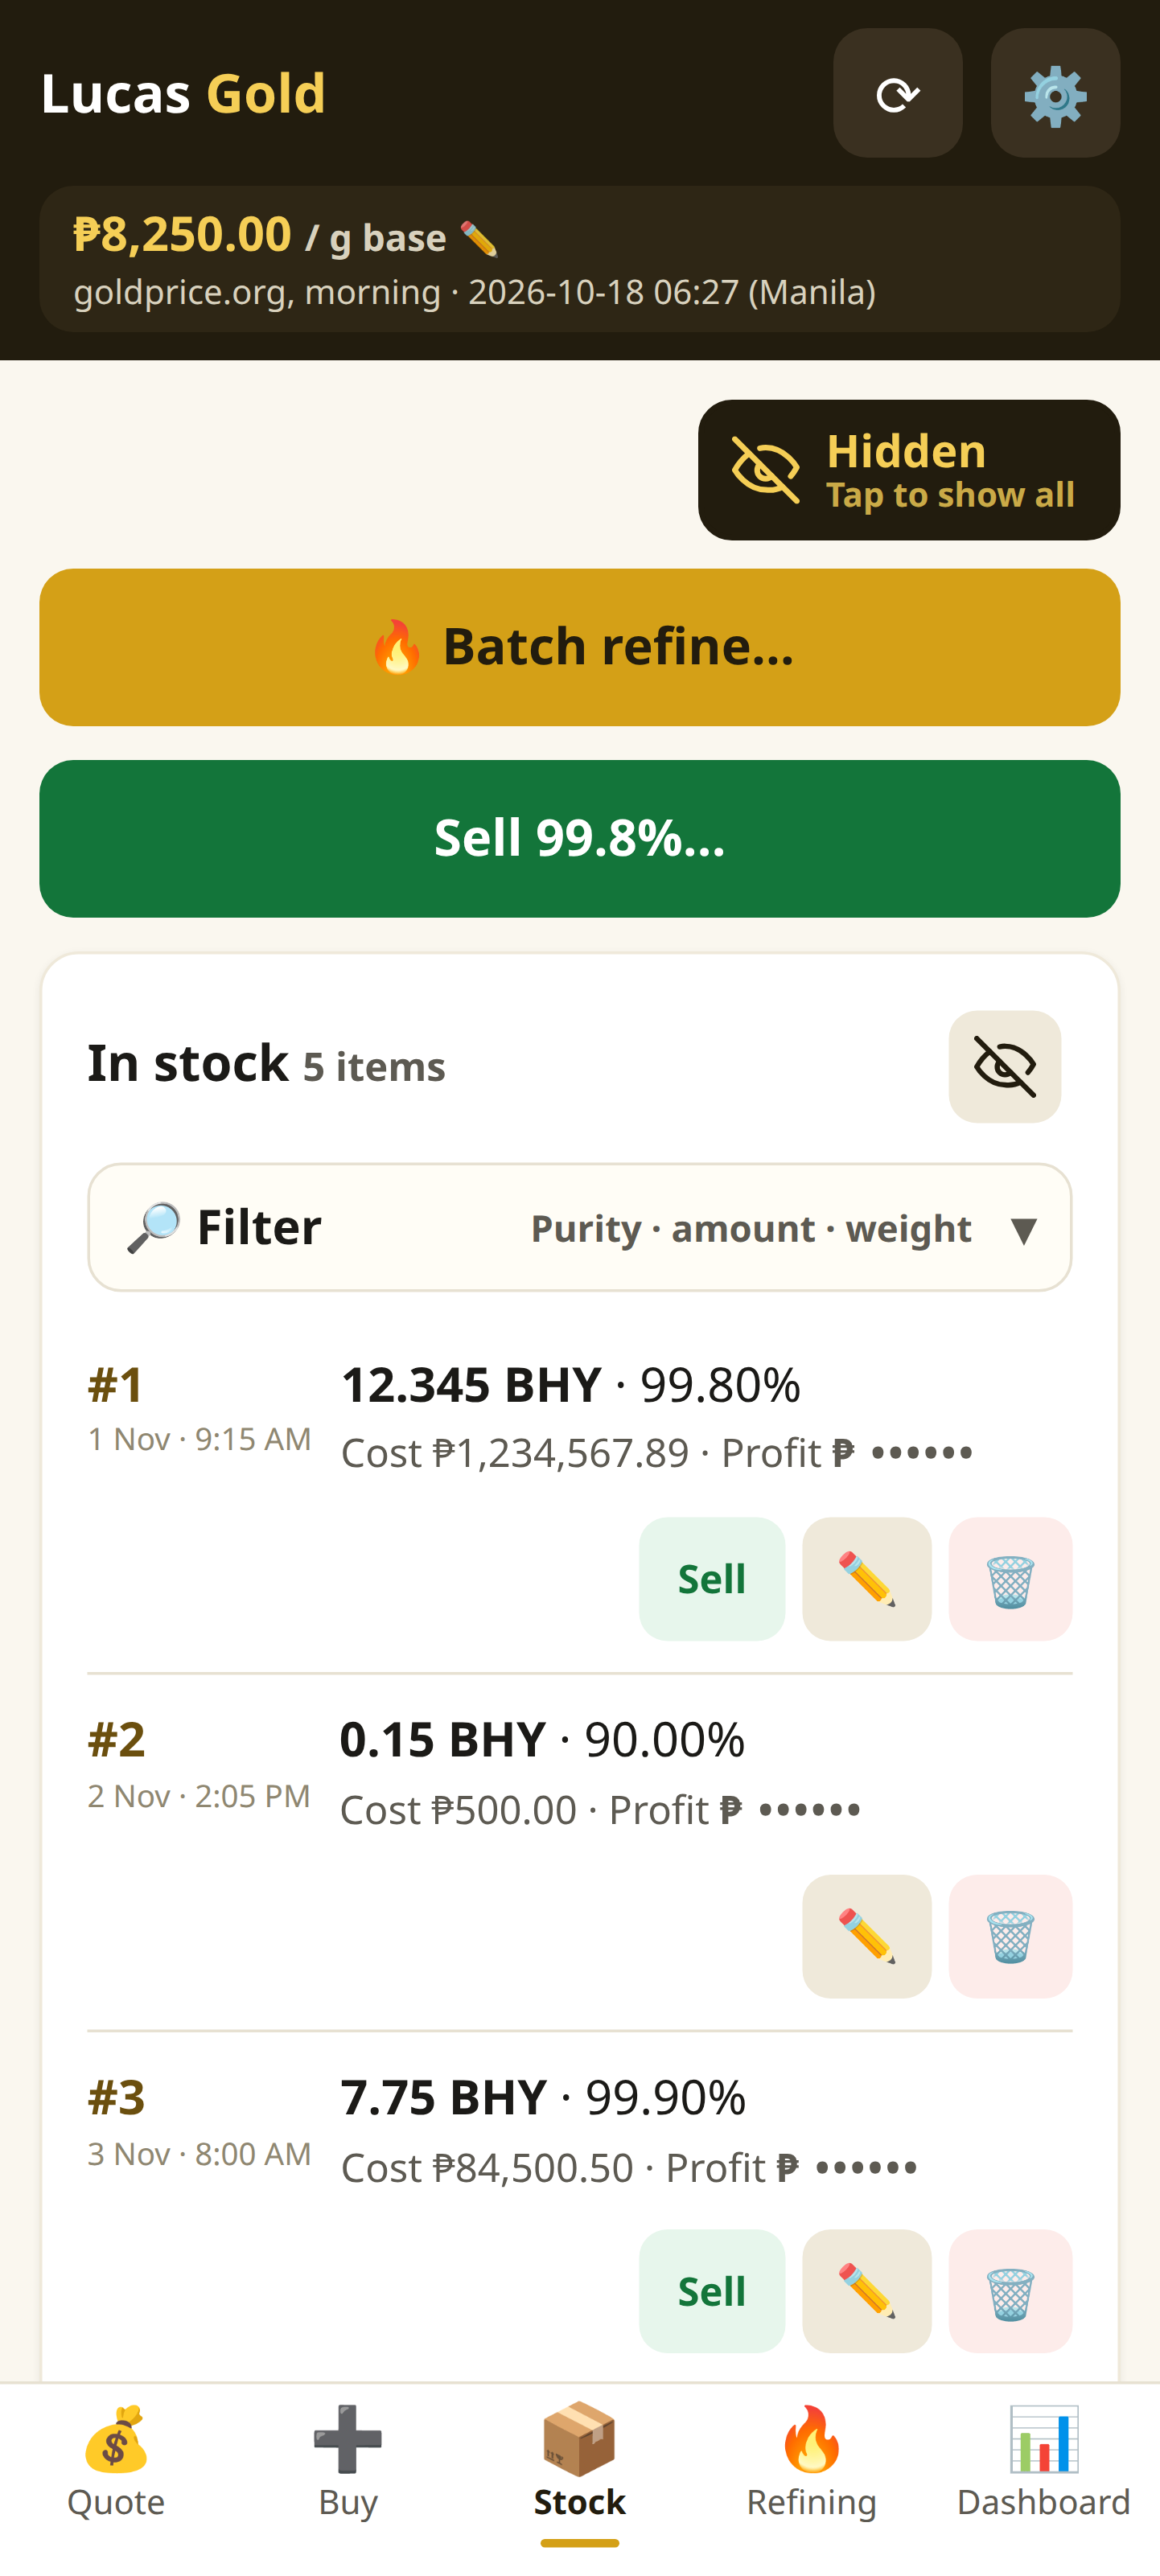 Lucas Gold
₱8,250.00 / g base
goldprice.org, morning · 2026-10-18 06:27 (Manila)
Hidden
Tap to show all
Batch refine...
Sell 99.8%...
In stock 5 items
Filter Purity · amount · weight ▼
#1 12.345 BHY · 99.80%
1 Nov · 9:15 AM Cost ₱1,234,567.89 · Profit ₱ ••••••
Sell
#2 0.15 BHY · 90.00%
2 Nov · 2:05 PM Cost ₱500.00 · Profit ₱ ••••••
#3 7.75 BHY · 99.90%
3 Nov · 8:00 AM Cost ₱84,500.50 · Profit ₱ ••••••
Sell
Quote Buy Stock Refining Dashboard